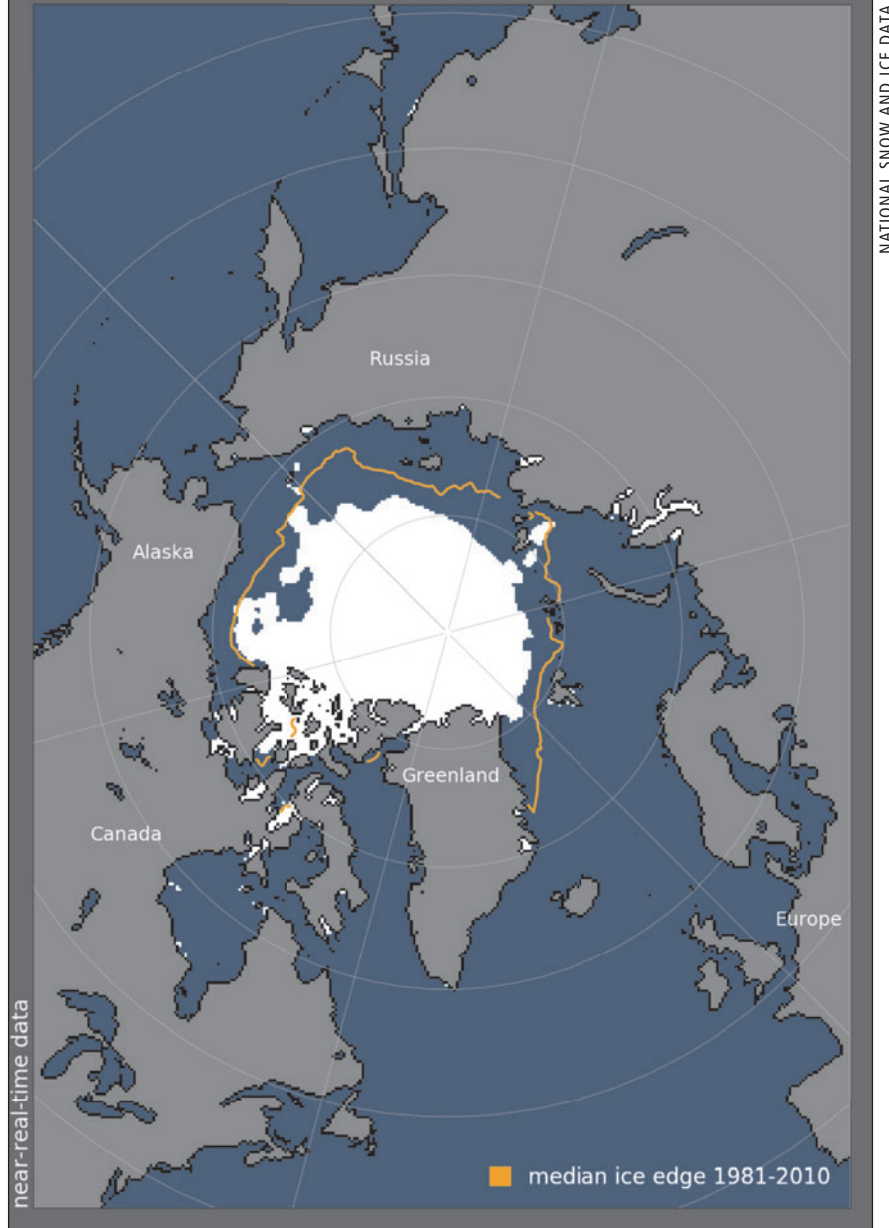 Russia
Alaska
Greenland
Canada
Europe
near-real-time data
median ice edge 1981-2010
NATIONAL SNOW AND ICE DATA